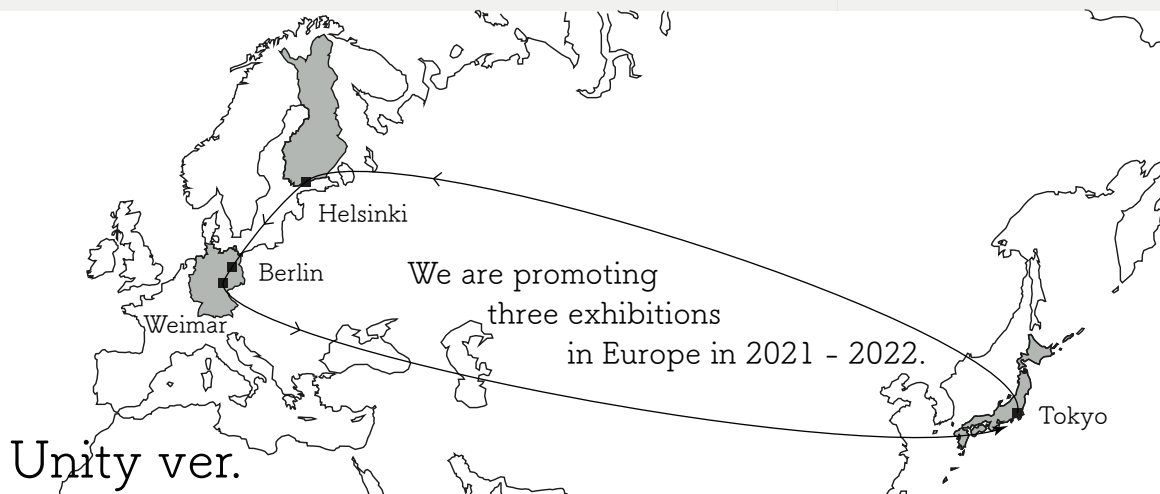 Helsinki
Berlin
We are promoting
three exhibitions
Weimar
in Europe in 2021 - 2022.
Tokyo
Unity ver.